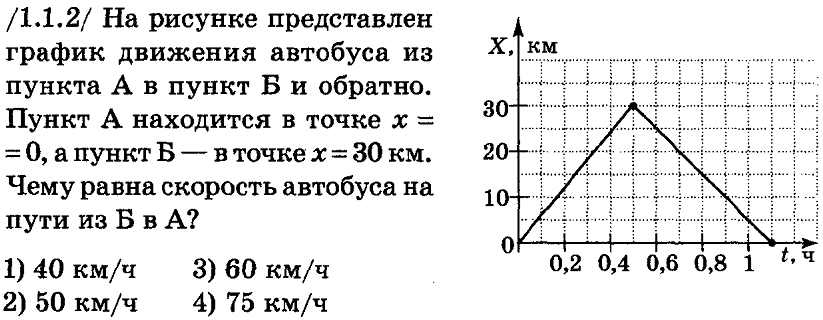 /1.1.2/ На рисунке представлен
график движения автобуса из
пункта А в пункт Б и обратно.
Пункт А находится в точке x =
= 0, а пункт Б — в точке x = 30 км.
Чему равна скорость автобуса на
пути из Б в А?
1) 40 км/ч 3) 60 км/ч
2) 50 км/ч 4) 75 км/ч
X, км
30
20
10
0
0,2 0,4 0,6 0,8 1 t, ч